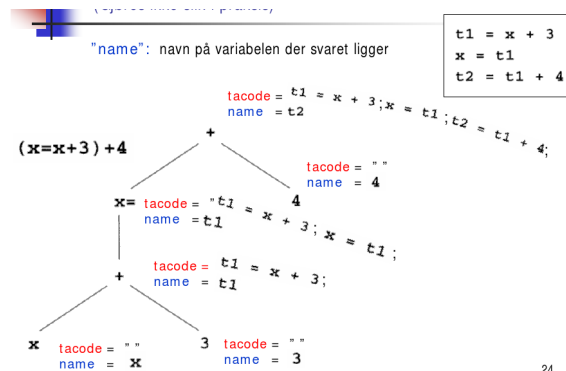 "name": navn på variabelen der svaret ligger
t1 = x + 3
x = t1
t2 = t1 + 4
tacode = t1 = x + 3;x = t1 ;t2 = t1 + 4;
name = t2
(x=x+3)+4
+
tacode = " "
name = 4
4
x=
tacode = "t1 = x + 3; x = t1;
name = t1
+
tacode = t1 = x + 3;
name = t1
x
tacode = " "
name = x
3
tacode = " "
name = 3
24